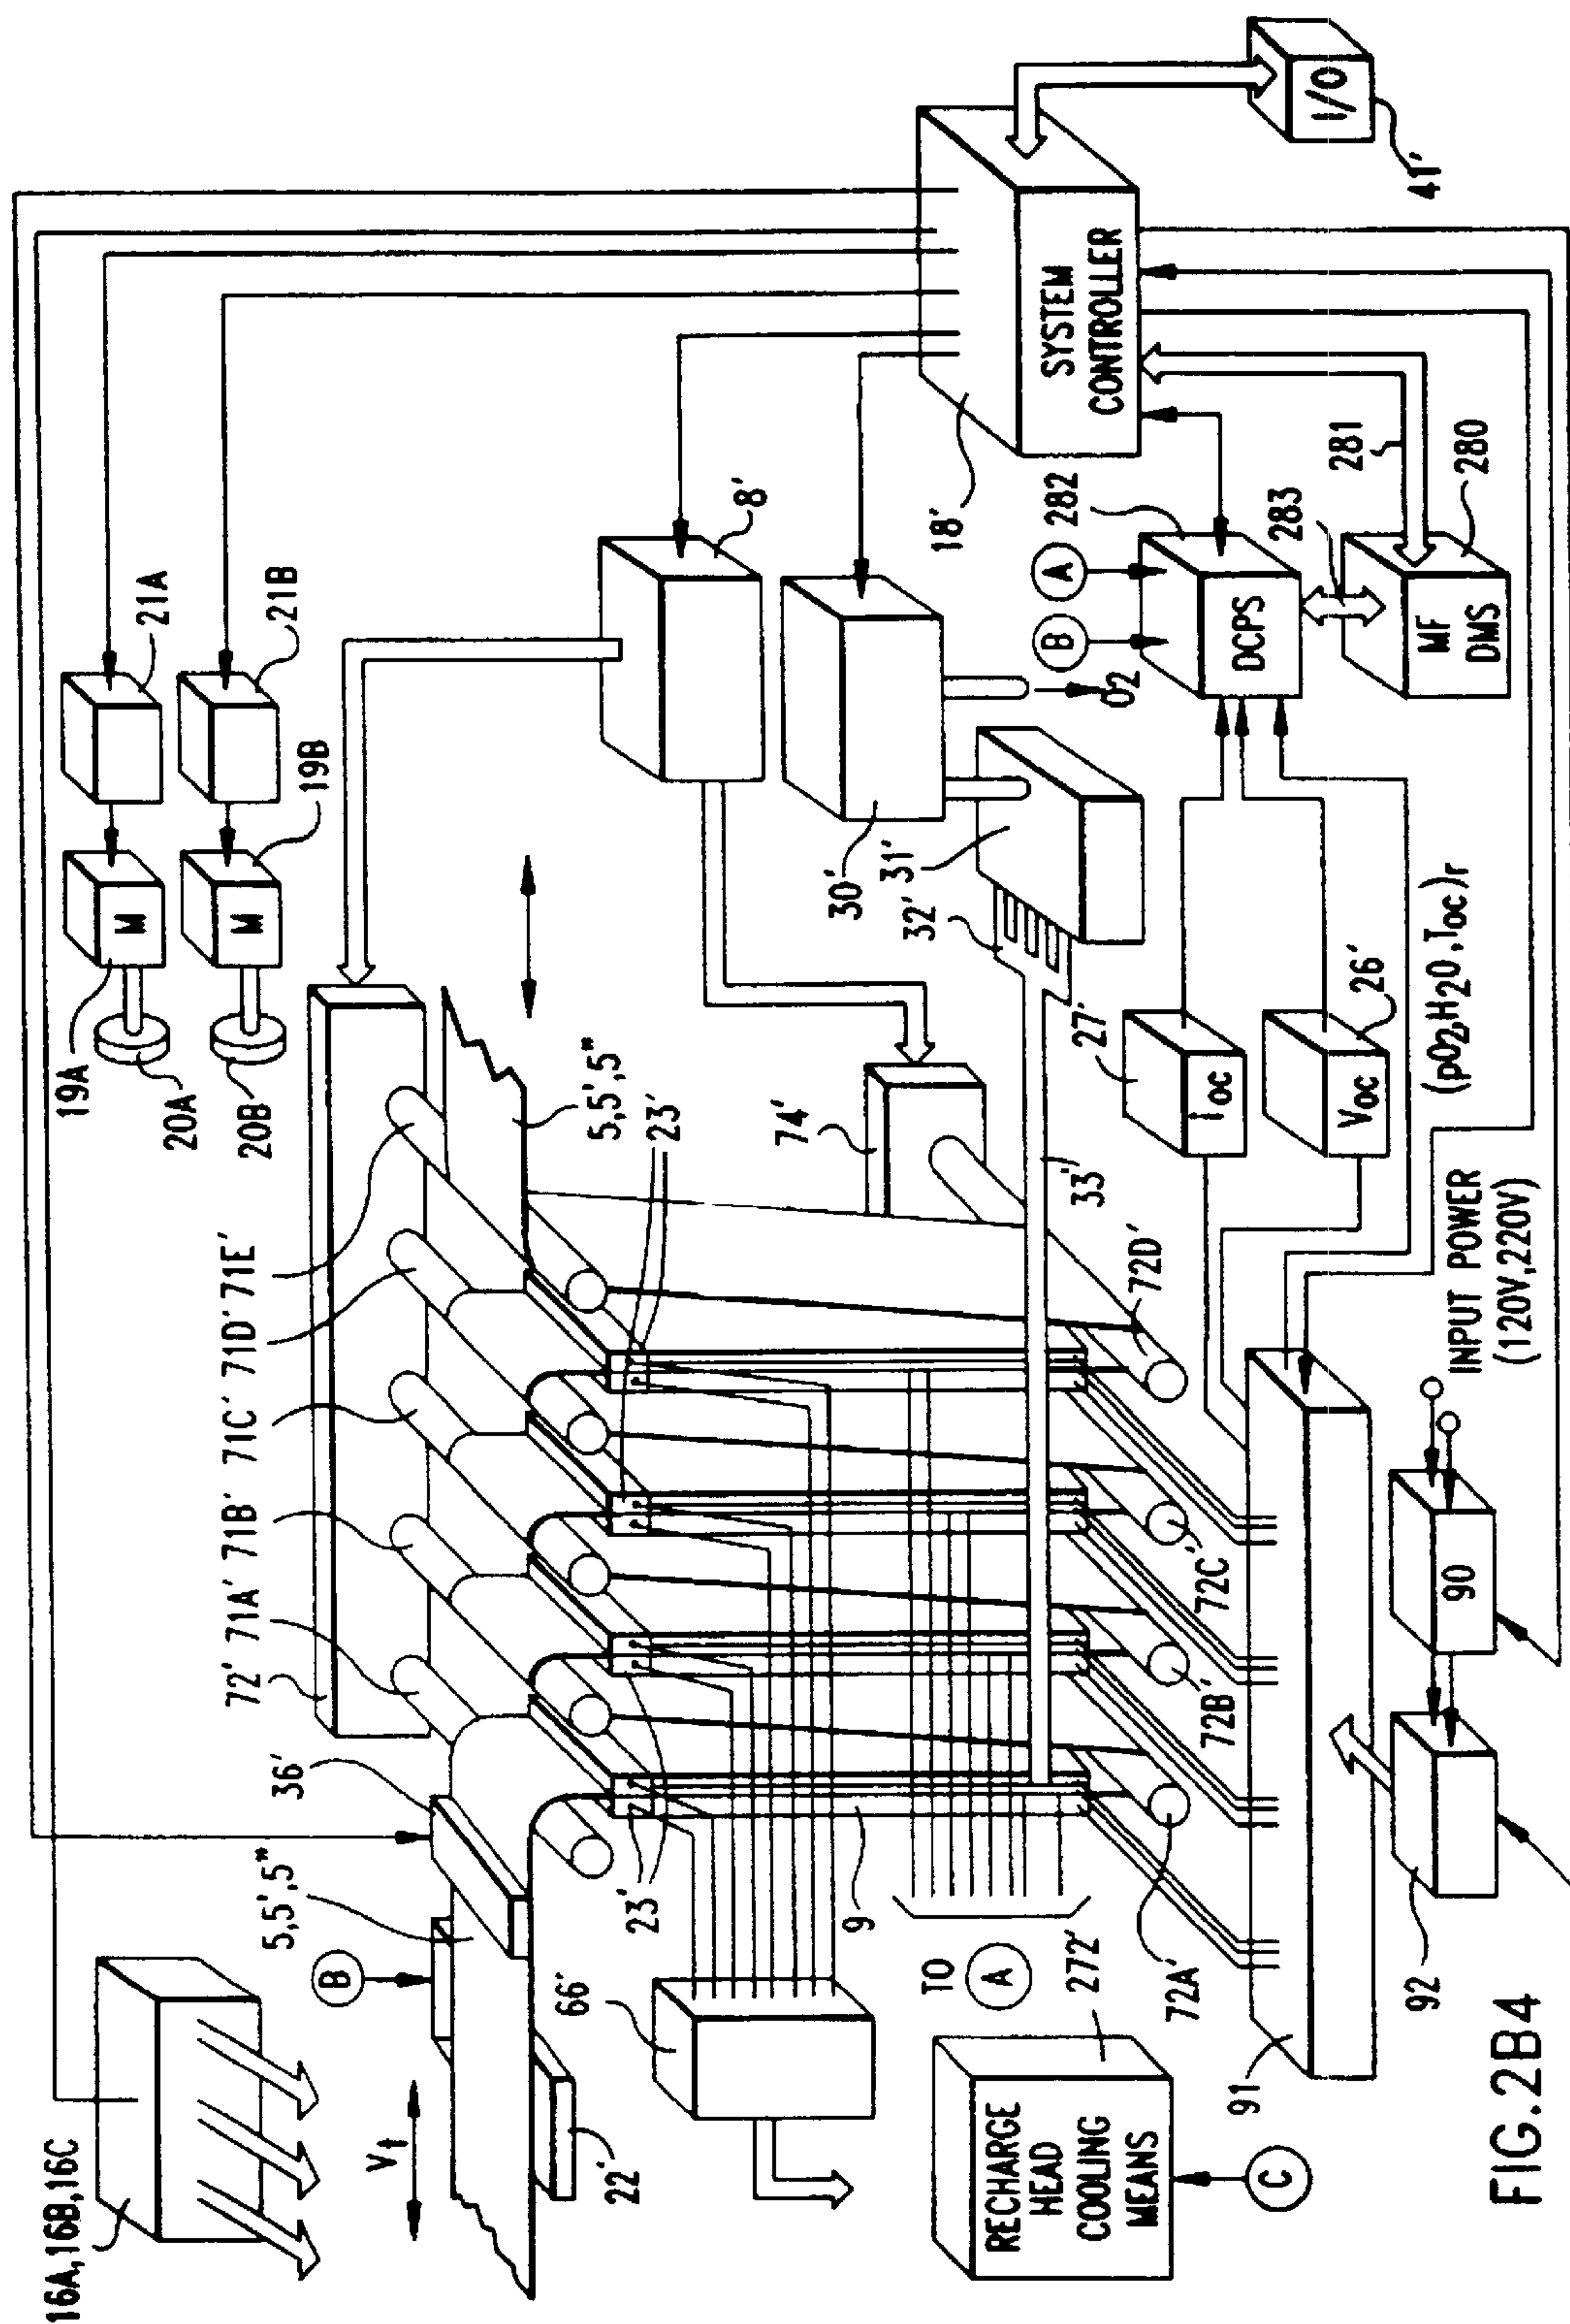 16A,16B,16C
V t
22'
B
5,5',5"
36'
72'
71A'
71B'
71C'
71D'
71E'
19A
20A
20B
M
M
19B
21A
21B
5,5',5"
23'
23'
66'
9
TO
A
74'
8'
30'
31'
32'
33'
O2
18'
SYSTEM
CONTROLLER
I/O
41'
RECHARGE
HEAD
COOLING
MEANS
272'
C
72A'
72B'
72C'
72D'
27'
IOC
VOC
26'
B
A
282
DCPS
283
281
MF
DMS
280
(pO2,H2O,TOC)r
91
92
90
INPUT POWER
(120V,220V)
FIG.2B4